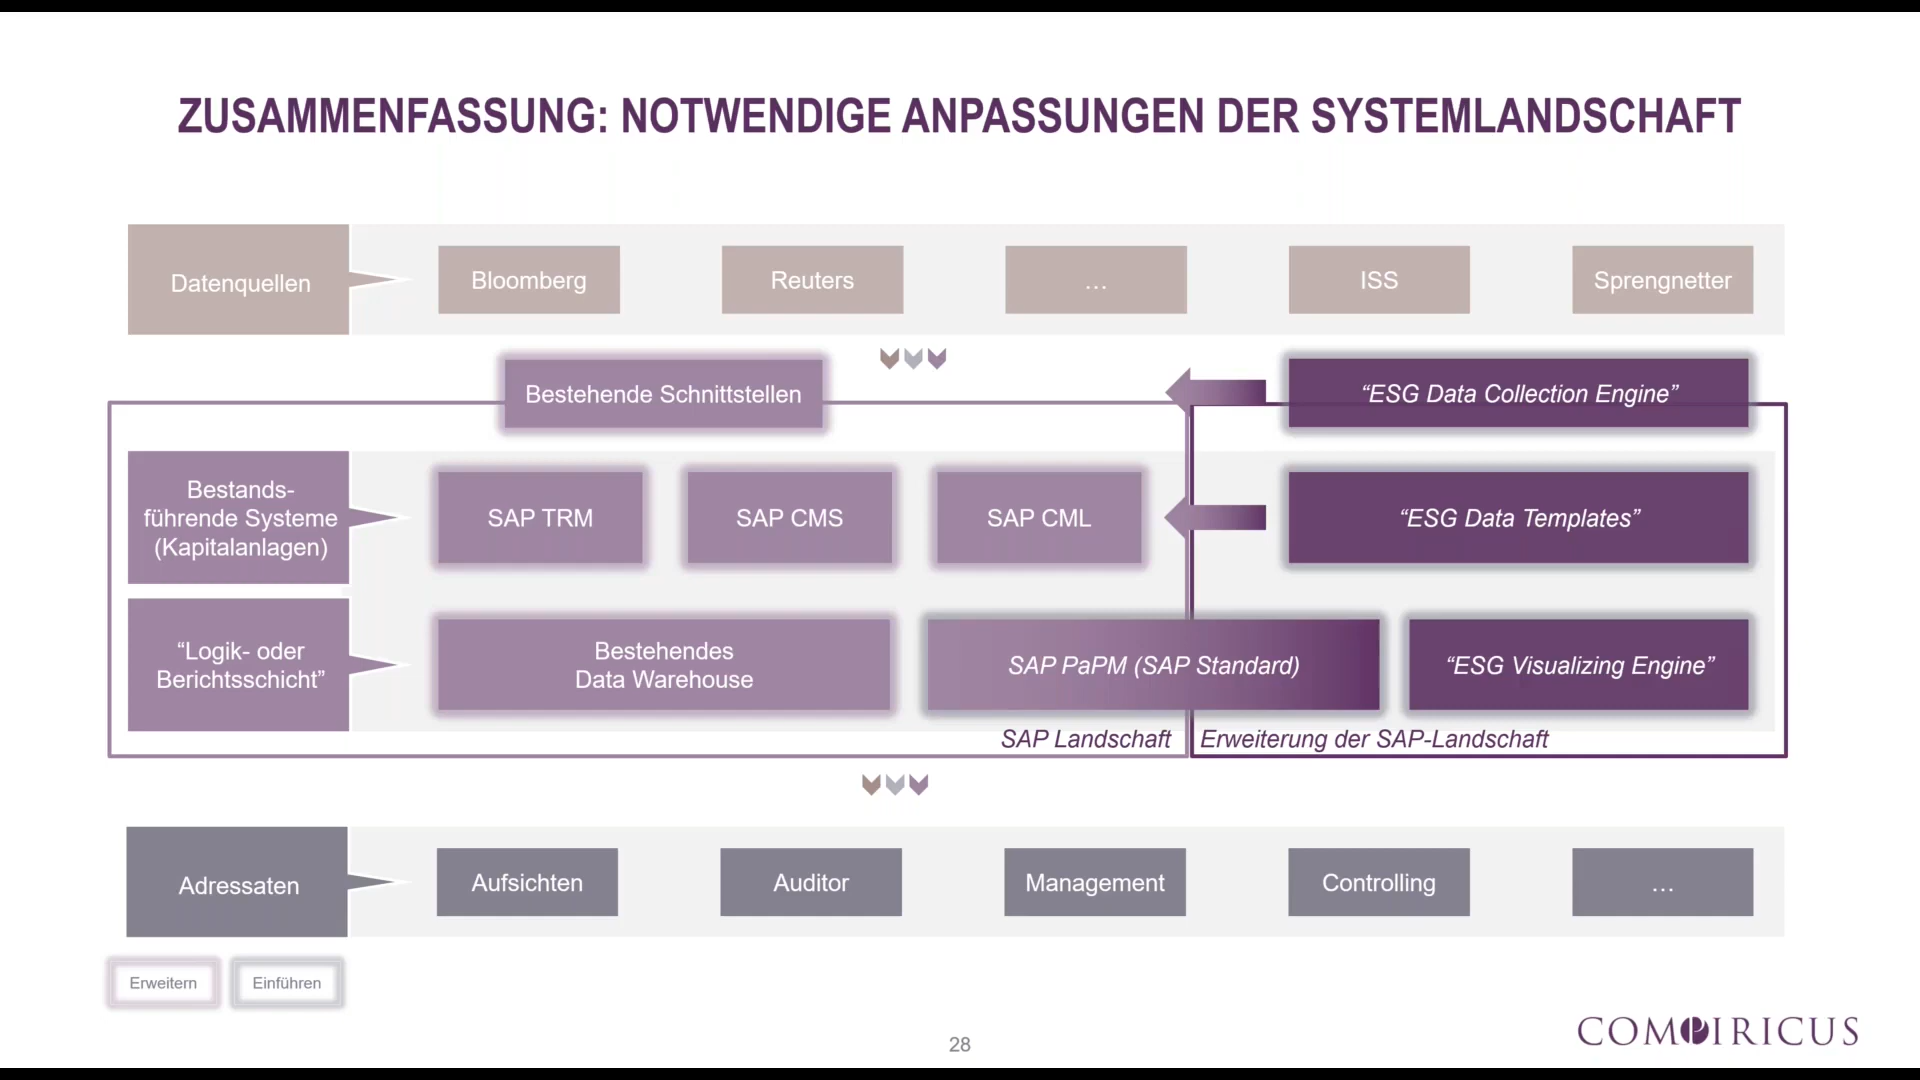 ZUSAMMENFASSUNG: NOTWENDIGE ANPASSUNGEN DER SYSTEMLANDSCHAFT
Datenquellen
Bloomberg
Reuters
…
ISS
Sprengnetter
Bestehende Schnittstellen
“ESG Data Collection Engine”
Bestands-
führende Systeme
(Kapitalanlagen)
SAP TRM
SAP CMS
SAP CML
“ESG Data Templates”
“Logik- oder
Berichtsschicht”
Bestehendes
Data Warehouse
SAP PaPM (SAP Standard)
“ESG Visualizing Engine”
SAP Landschaft
Erweiterung der SAP-Landschaft
Adressaten
Aufsichten
Auditor
Management
Controlling
…
Erweitern
Einführen
COMPIRICUS
28